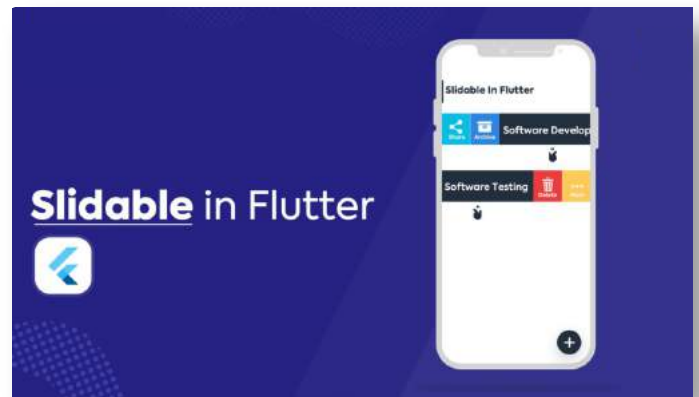 Slidable in Flutter
Slidable In Flutter
Share
Archive
Software Develop
Software Testing
Delete